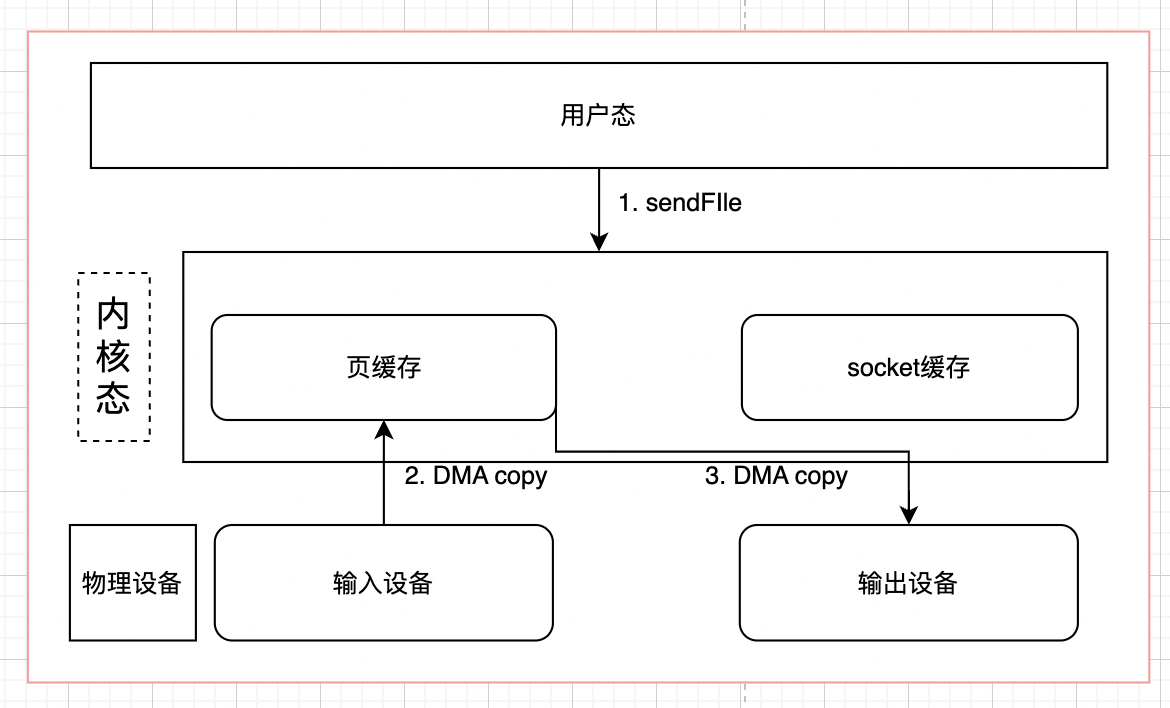 用户态
1. sendFIle
内
核
态
页缓存
socket缓存
2. DMA copy
3. DMA copy
物理设备
输入设备
输出设备